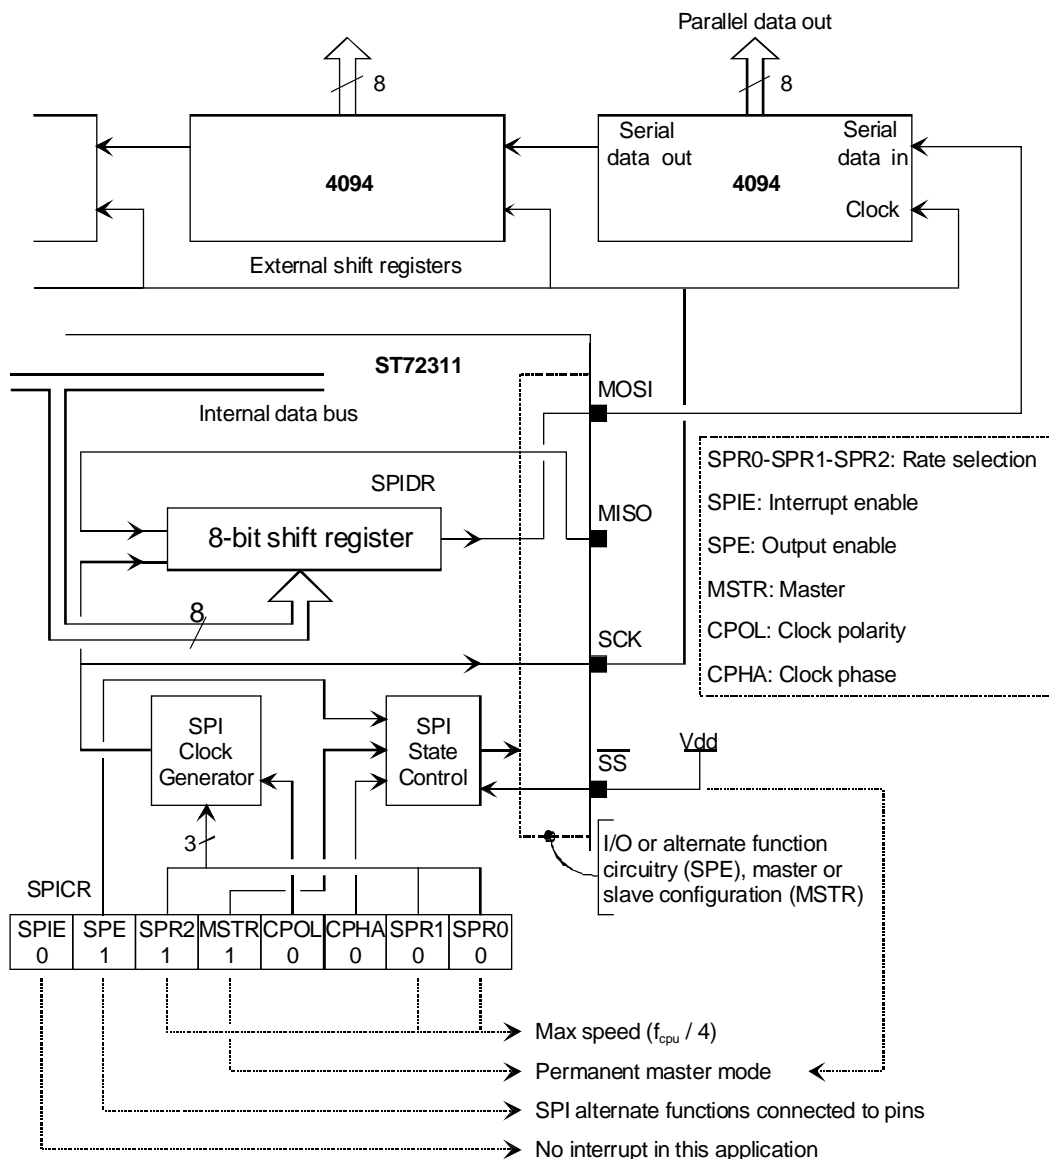 Parallel data out
8
8
Serial data out
Serial data in
4094
4094
Clock
External shift registers
ST72311
MOSI
Internal data bus
SPIDR
MISO
8-bit shift register
8
SCK
SPR0-SPR1-SPR2: Rate selection
SPIE: Interrupt enable
SPE: Output enable
MSTR: Master
CPOL: Clock polarity
CPHA: Clock phase
SPI
Clock
Generator
SPI
State
Control
SS
Vdd
3
I/O or alternate function
circuitry (SPE), master or
slave configuration (MSTR)
SPICR
SPIE SPE SPR2 MSTR CPOL CPHA SPR1 SPR0
0 1 1 1 0 0 0 0
Max speed (fcpu / 4)
Permanent master mode
SPI alternate functions connected to pins
No interrupt in this application